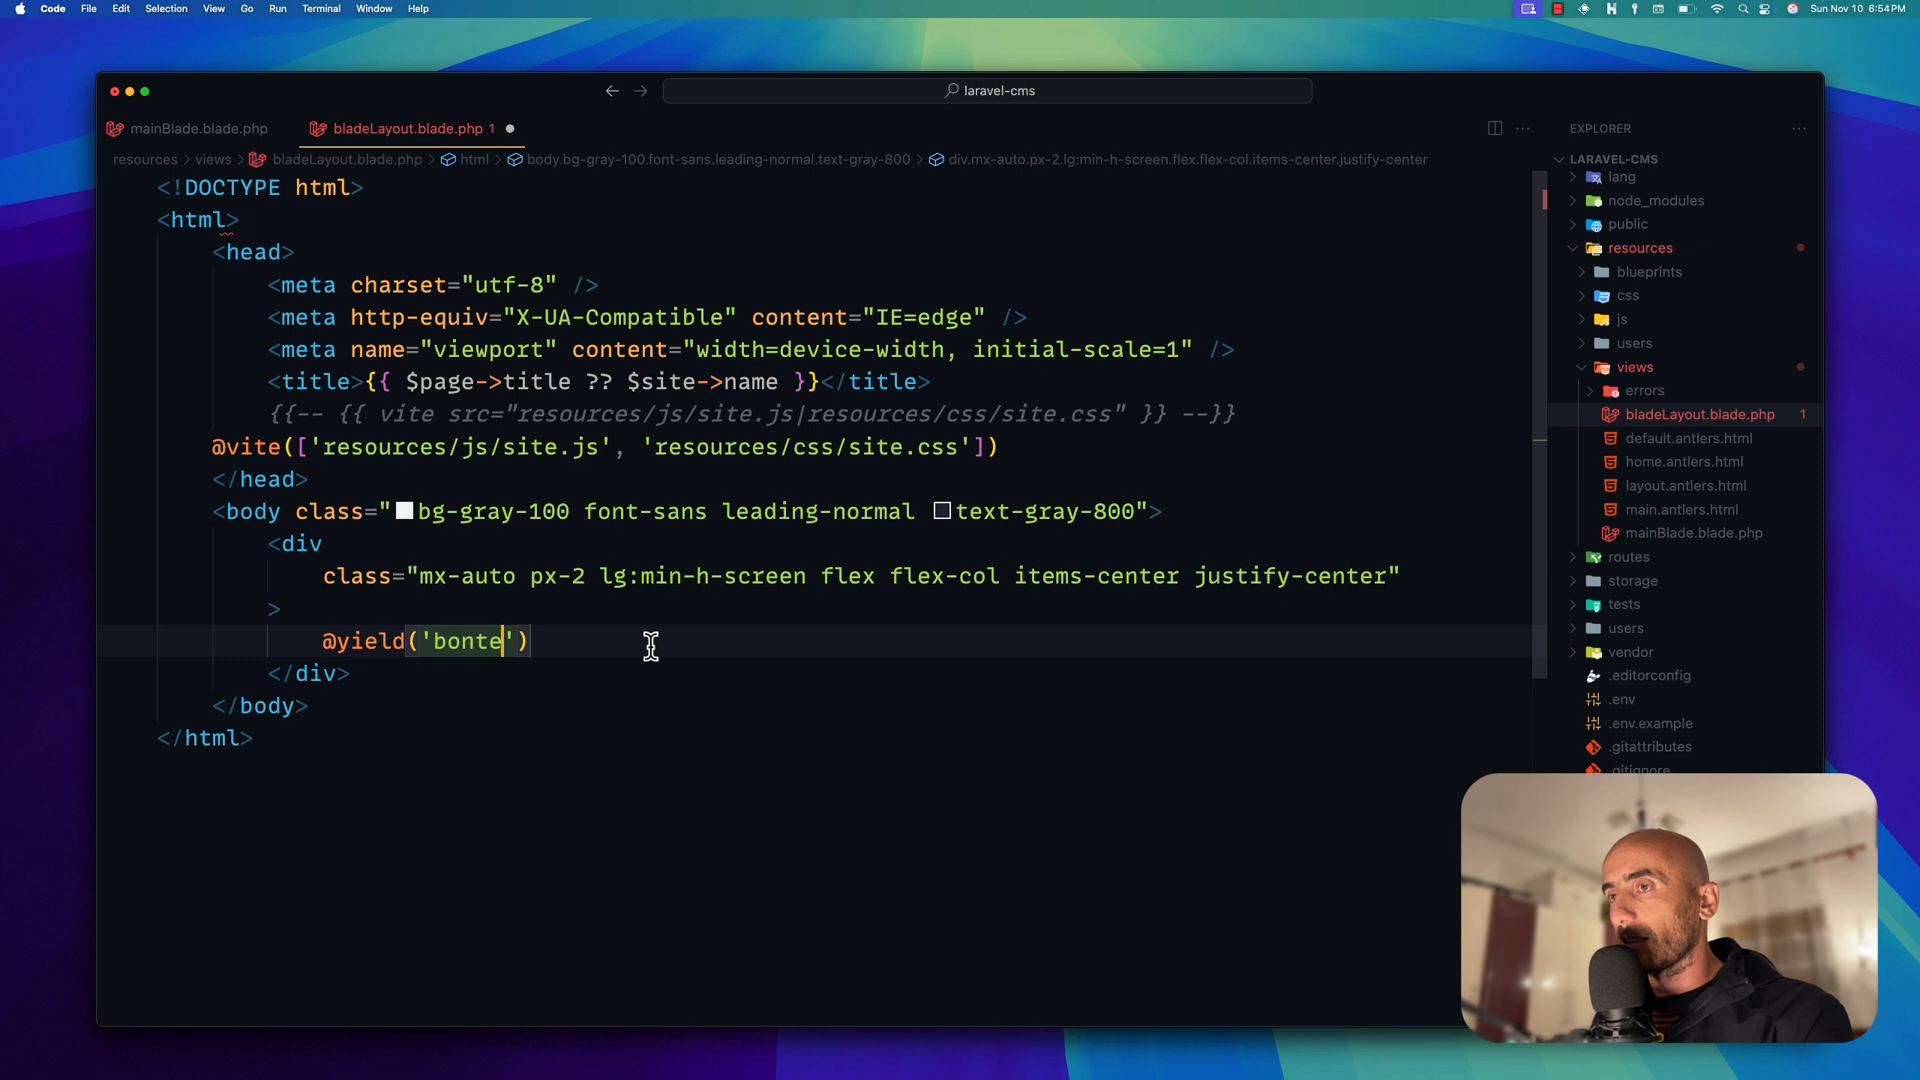 Code File Edit Selection View Go Run Terminal Window Help
Sun Nov 10 6:54 PM
laravel-cms
mainBlade.blade.php
bladeLayout.blade.php 1
resources > views > bladeLayout.blade.php > html > body.bg-gray-100.font-sans.leading-normal.text-gray-800 > div.mx-auto.px-2.lg:min-h-screen.flex.flex-col.items-center.justify-center
<!DOCTYPE html>
<html>
<head>
<meta charset="utf-8" />
<meta http-equiv="X-UA-Compatible" content="IE=edge" />
<meta name="viewport" content="width=device-width, initial-scale=1" />
<title>{{ $page->title ?? $site->name }}</title>
{{-- {{ vite src="resources/js/site.js|resources/css/site.css" }} --}}
@vite(['resources/js/site.js', 'resources/css/site.css'])
</head>
<body class="bg-gray-100 font-sans leading-normal text-gray-800">
<div
class="mx-auto px-2 lg:min-h-screen flex flex-col items-center justify-center"
>
@yield('bonte')
</div>
</body>
</html>
EXPLORER
LARAVEL-CMS
lang
node_modules
public
resources
blueprints
css
js
users
views
errors
bladeLayout.blade.php 1
default.antlers.html
home.antlers.html
layout.antlers.html
main.antlers.html
mainBlade.blade.php
routes
storage
tests
users
vendor
.editorconfig
.env
.env.example
.gitattributes
.gitignore